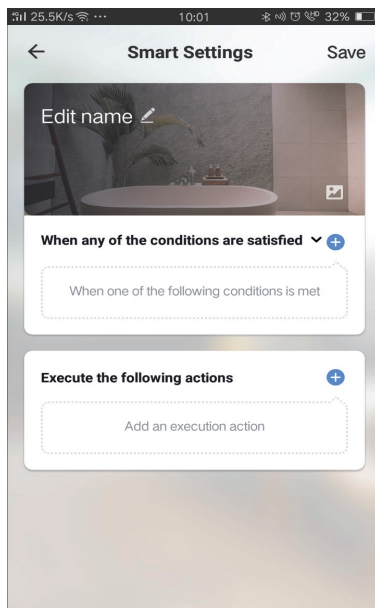 25.5K/s ... 10:01 32%
Smart Settings Save
Edit name
When any of the conditions are satisfied
When one of the following conditions is met
Execute the following actions
Add an execution action